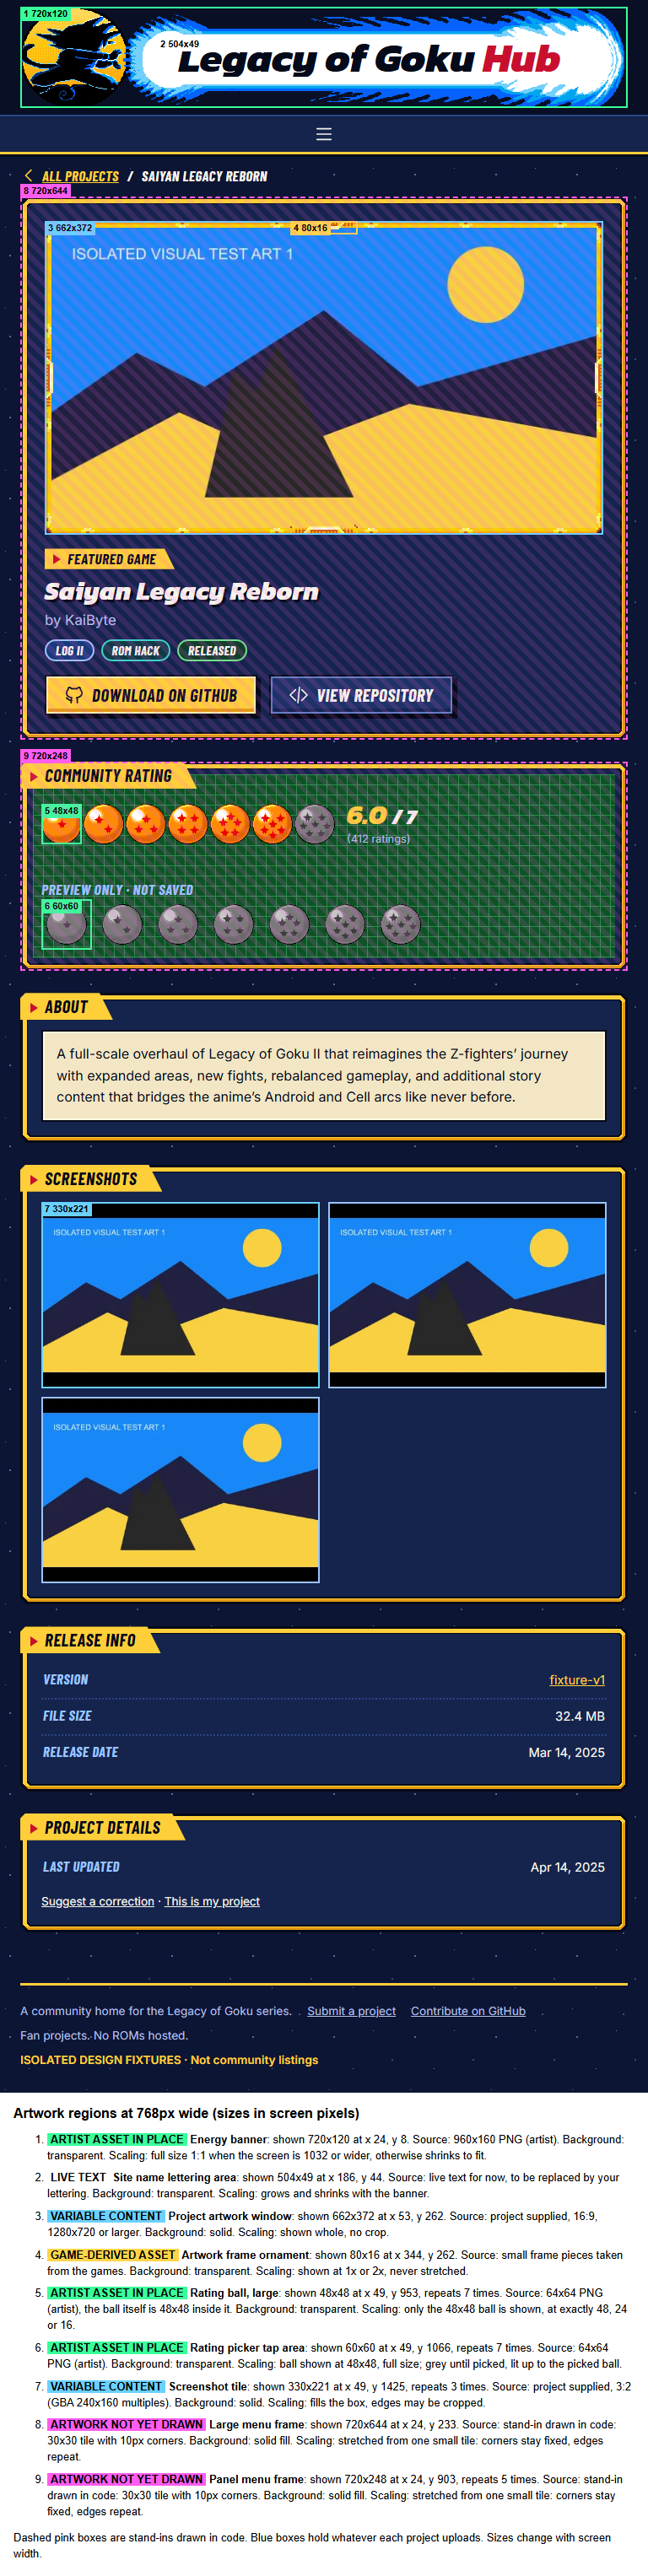 1 720x120
2 504x49
Legacy of Goku Hub
ALL PROJECTS / SAIYAN LEGACY REBORN
8 720x644
3 662x372
4 80x16
ISOLATED VISUAL TEST ART 1
FEATURED GAME
Saiyan Legacy Reborn
by KaiByte
LOG II
ROM HACK
RELEASED
DOWNLOAD ON GITHUB
VIEW REPOSITORY
9 720x248
COMMUNITY RATING
5 48x48
6.0 / 7
(412 ratings)
PREVIEW ONLY · NOT SAVED
6 60x60
ABOUT
A full-scale overhaul of Legacy of Goku II that reimagines the Z-fighters’ journey
with expanded areas, new fights, rebalanced gameplay, and additional story
content that bridges the anime’s Android and Cell arcs like never before.
SCREENSHOTS
7 330x221
ISOLATED VISUAL TEST ART 1
ISOLATED VISUAL TEST ART 1
ISOLATED VISUAL TEST ART 1
RELEASE INFO
VERSION fixture-v1
FILE SIZE 32.4 MB
RELEASE DATE Mar 14, 2025
PROJECT DETAILS
LAST UPDATED Apr 14, 2025
Suggest a correction · This is my project
A community home for the Legacy of Goku series. Submit a project Contribute on GitHub
Fan projects. No ROMs hosted.
ISOLATED DESIGN FIXTURES · Not community listings
Artwork regions at 768px wide (sizes in screen pixels)
1. ARTIST ASSET IN PLACE Energy banner: shown 720x120 at x 24, y 8. Source: 960x160 PNG (artist). Background:
transparent. Scaling: full size 1:1 when the screen is 1032 or wider, otherwise shrinks to fit.
2. LIVE TEXT Site name lettering area: shown 504x49 at x 186, y 44. Source: live text for now, to be replaced by your
lettering. Background: transparent. Scaling: grows and shrinks with the banner.
3. VARIABLE CONTENT Project artwork window: shown 662x372 at x 53, y 262. Source: project supplied, 16:9,
1280x720 or larger. Background: solid. Scaling: shown whole, no crop.
4. GAME-DERIVED ASSET Artwork frame ornament: shown 80x16 at x 344, y 262. Source: small frame pieces taken
from the games. Background: transparent. Scaling: shown at 1x or 2x, never stretched.
5. ARTIST ASSET IN PLACE Rating ball, large: shown 48x48 at x 49, y 953, repeats 7 times. Source: 64x64 PNG
(artist), the ball itself is 48x48 inside it. Background: transparent. Scaling: only the 48x48 ball is shown, at exactly 48, 24
or 16.
6. ARTIST ASSET IN PLACE Rating picker tap area: shown 60x60 at x 49, y 1066, repeats 7 times. Source: 64x64
PNG (artist). Background: transparent. Scaling: ball shown at 48x48, full size; grey until picked, lit up to the picked ball.
7. VARIABLE CONTENT Screenshot tile: shown 330x221 at x 49, y 1425, repeats 3 times. Source: project supplied, 3:2
(GBA 240x160 multiples). Background: solid. Scaling: fills the box, edges may be cropped.
8. ARTWORK NOT YET DRAWN Large menu frame: shown 720x644 at x 24, y 233. Source: stand-in drawn in code:
30x30 tile with 10px corners. Background: solid fill. Scaling: stretched from one small tile: corners stay fixed, edges
repeat.
9. ARTWORK NOT YET DRAWN Panel menu frame: shown 720x248 at x 24, y 903, repeats 5 times. Source: stand-in
drawn in code: 30x30 tile with 10px corners. Background: solid fill. Scaling: stretched from one small tile: corners stay
fixed, edges repeat.
Dashed pink boxes are stand-ins drawn in code. Blue boxes hold whatever each project uploads. Sizes change with screen
width.